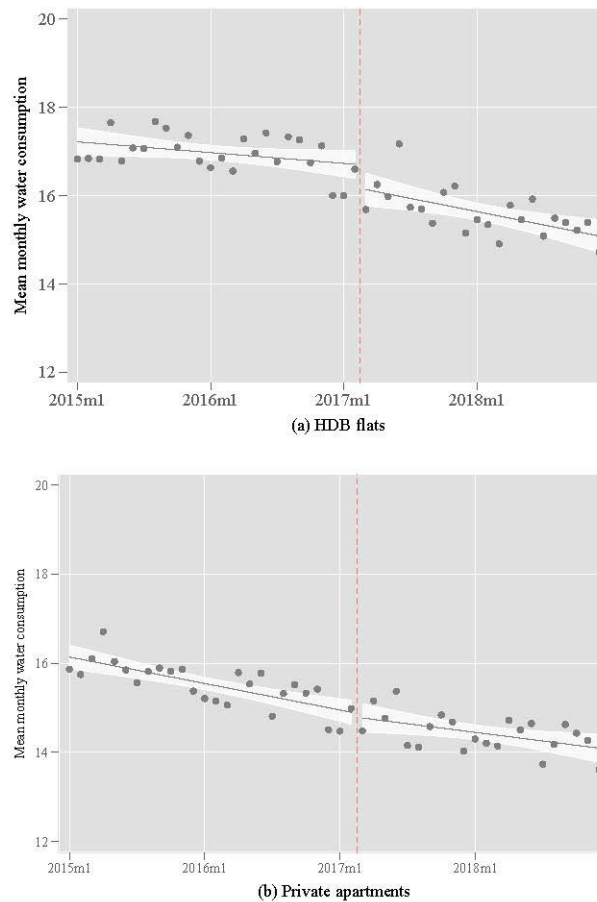 20
18
16
14
12
Mean monthly water consumption
2015m1 2016m1 2017m1 2018m1
(a) HDB flats
20
18
16
14
12
Mean monthly water consumption
2015m1 2016m1 2017m1 2018m1
(b) Private apartments